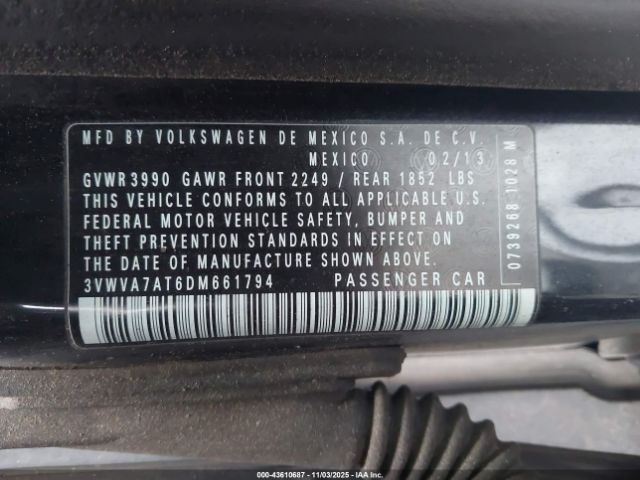 MFD BY VOLKSWAGEN DE MEXICO S.A. DE C.V.
MEXICO 02/13
GVWR 3990 GAWR FRONT 2249 / REAR 1852 LBS
THIS VEHICLE CONFORMS TO ALL APPLICABLE U.S.
FEDERAL MOTOR VEHICLE SAFETY, BUMPER AND
THEFT PREVENTION STANDARDS IN EFFECT ON
THE DATE OF MANUFACTURE SHOWN ABOVE.
3VWVA7AT6DM661794 PASSENGER CAR
0739268 1028 M
000-43610687 - 11/03/2025 - IAA Inc.(TM)